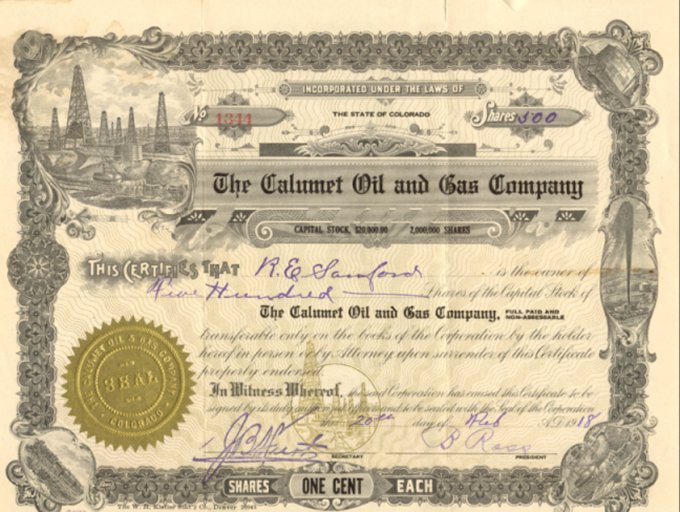 INCORPORATED UNDER THE LAWS OF
No 1344
THE STATE OF COLORADO
Shares 500
The Calumet Oil and Gas Company
CAPITAL STOCK, $20,000.00 2,000,000 SHARES
THIS CERTIFIES THAT R.E. Sanford is the owner of
Five Hundred Shares of the Capital Stock of
The Calumet Oil and Gas Company, FULL PAID AND NON-ASSESSABLE
transferable only on the books of the Corporation by the holder
hereof in person or by Attorney upon surrender of this Certificate
properly endorsed.
In Witness Whereof, the said Corporation has caused this Certificate to be
signed by its duly authorized officers and to be sealed with the Seal of the Corporation
this 20th day of Feb A.D. 1918
B Ross
SECRETARY
PRESIDENT
THE CALUMET OIL & GAS COMPANY
SEAL
COLORADO
SHARES ONE CENT EACH
The W. H. Kistler Stat'y Co., Denver